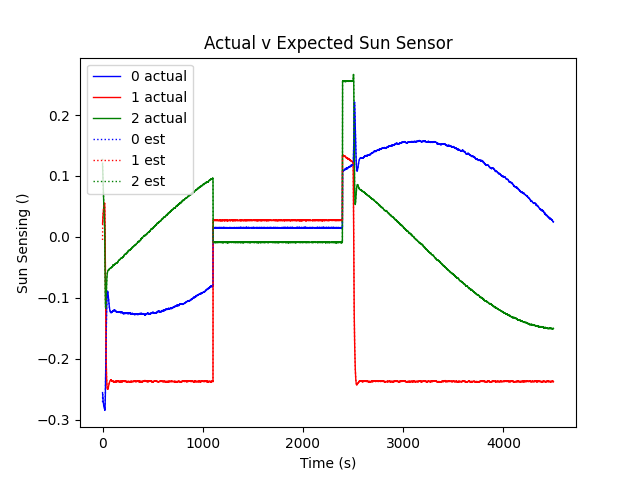 Actual v Expected Sun Sensor
0 actual
1 actual
2 actual
0 est
1 est
2 est
0.2
0.1
0.0
−0.1
−0.2
−0.3
Sun Sensing ()
0 1000 2000 3000 4000
Time (s)